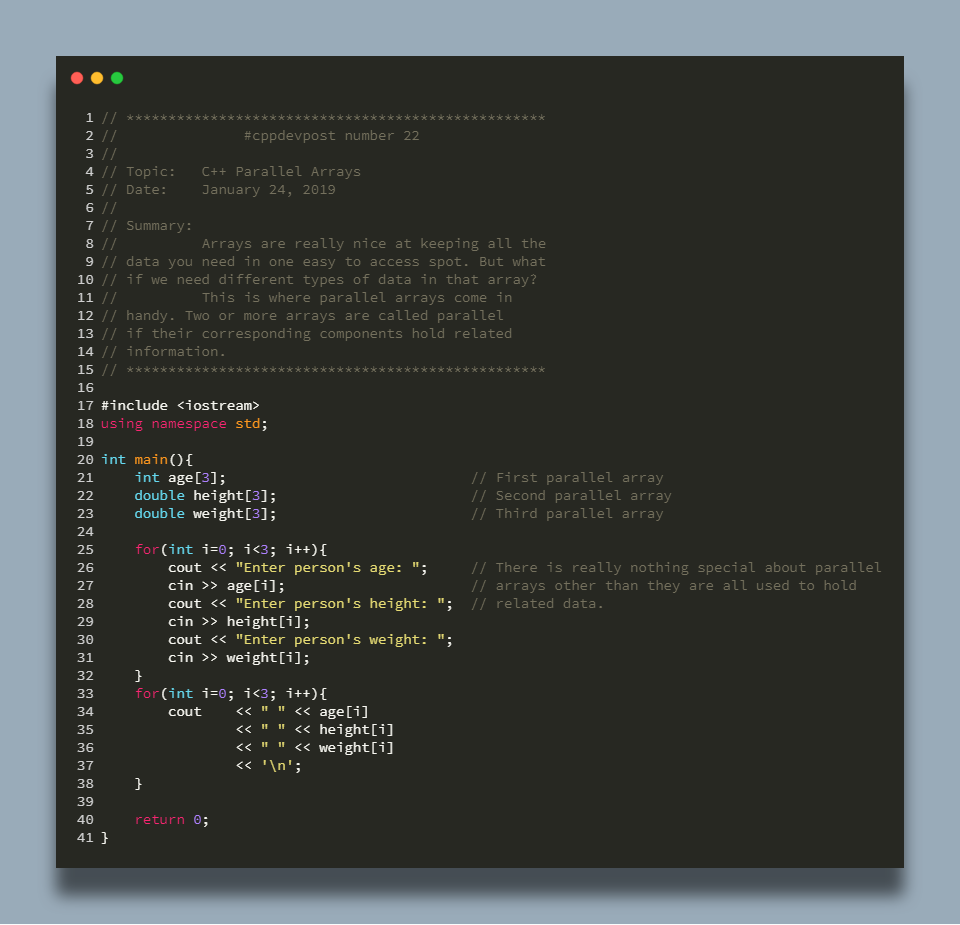 1 // **************************************************
2 //               #cppdevpost number 22
3 //
4 // Topic:   C++ Parallel Arrays
5 // Date:    January 24, 2019
6 //
7 // Summary:
8 //          Arrays are really nice at keeping all the
9 // data you need in one easy to access spot. But what
10 // if we need different types of data in that array?
11 //          This is where parallel arrays come in
12 // handy. Two or more arrays are called parallel
13 // if their corresponding components hold related
14 // information.
15 // **************************************************
16
17 #include <iostream>
18 using namespace std;
19
20 int main(){
21     int age[3];                             // First parallel array
22     double height[3];                       // Second parallel array
23     double weight[3];                       // Third parallel array
24
25     for(int i=0; i<3; i++){
26         cout << "Enter person's age: ";     // There is really nothing special about parallel
27         cin >> age[i];                      // arrays other than they are all used to hold
28         cout << "Enter person's height: ";  // related data.
29         cin >> height[i];
30         cout << "Enter person's weight: ";
31         cin >> weight[i];
32     }
33     for(int i=0; i<3; i++){
34         cout    << " " << age[i]
35                 << " " << height[i]
36                 << " " << weight[i]
37                 << '\n';
38     }
39
40     return 0;
41 }